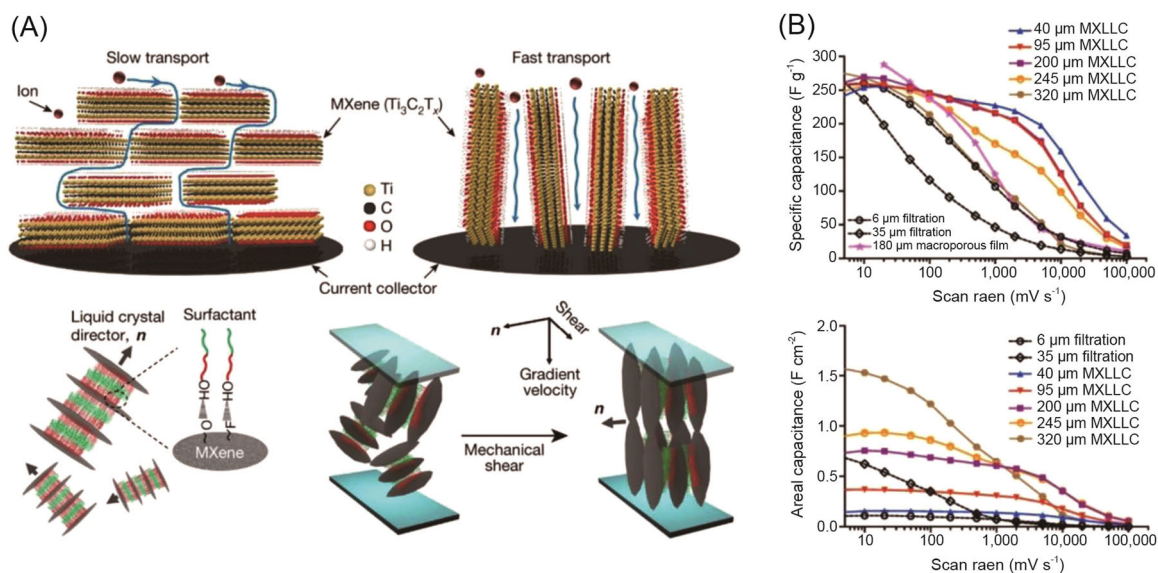 (A)
Slow transport
Fast transport
Ion
MXene (Ti₃C₂Tₓ)
Ti
C
O
H
Current collector
Liquid crystal
director, n
Surfactant
HO
HO
O
F
MXene
n
Shear
Gradient
velocity
Mechanical
shear
n
(B)
40 µm MXLLC
95 µm MXLLC
200 µm MXLLC
245 µm MXLLC
320 µm MXLLC
Specific capacitance (F g⁻¹)
300
250
200
150
100
50
0
6 µm filtration
35 µm filtration
180 µm macroporous film
10
100
1,000
10,000
100,000
Scan raen (mV s⁻¹)
Areal capacitance (F cm⁻²)
2.0
1.5
1.0
0.5
0.0
6 µm filtration
35 µm filtration
40 µm MXLLC
95 µm MXLLC
200 µm MXLLC
245 µm MXLLC
320 µm MXLLC
10
100
1,000
10,000
100,000
Scan raen (mV s⁻¹)